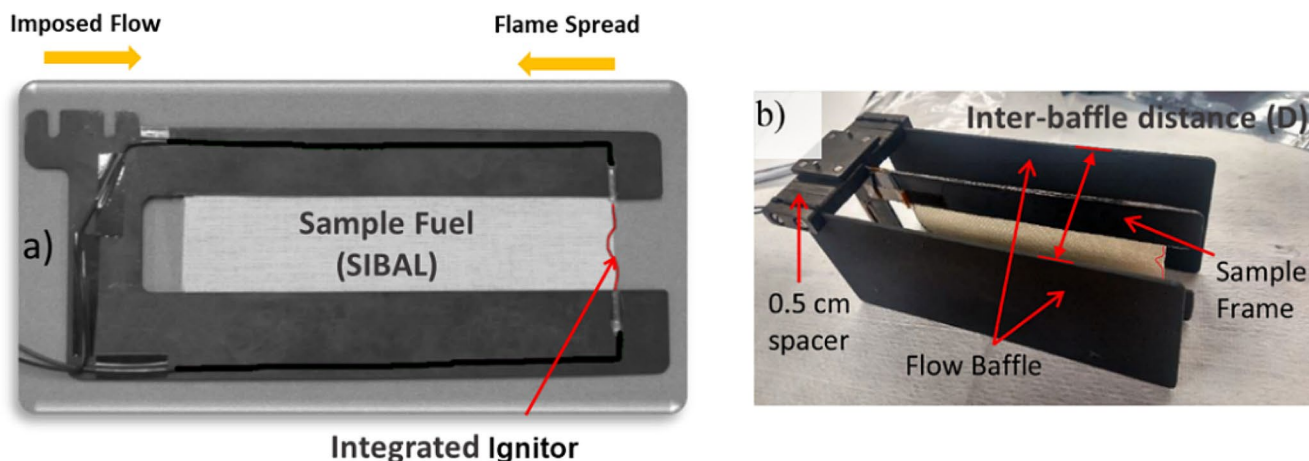 Imposed Flow
Flame Spread
a)
Sample Fuel
(SIBAL)
Integrated Ignitor
b)
Inter-baffle distance (D)
0.5 cm
spacer
Flow Baffle
Sample
Frame